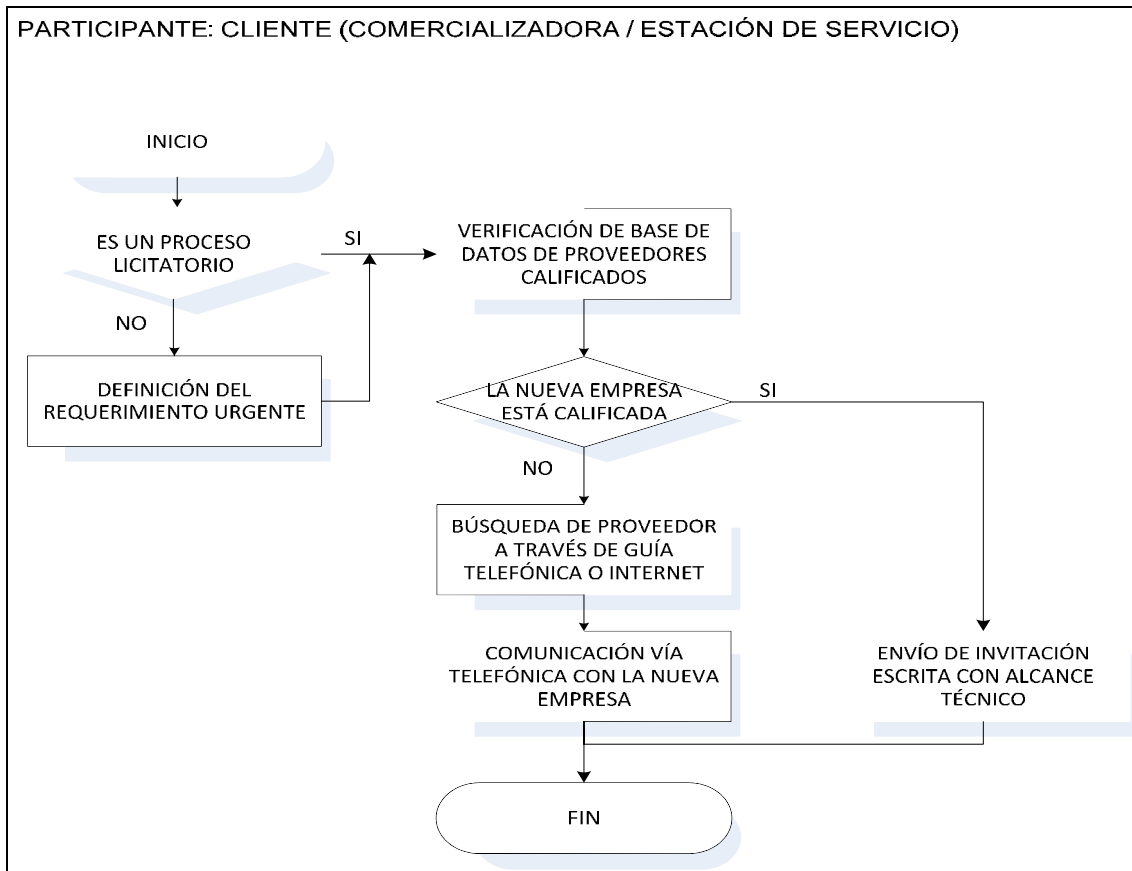 PARTICIPANTE: CLIENTE (COMERCIALIZADORA / ESTACIÓN DE SERVICIO)
INICIO
ES UN PROCESO
LICITATORIO
SI
NO
DEFINICIÓN DEL
REQUERIMIENTO URGENTE
VERIFICACIÓN DE BASE DE
DATOS DE PROVEEDORES
CALIFICADOS
LA NUEVA EMPRESA
ESTÁ CALIFICADA
SI
NO
BÚSQUEDA DE PROVEEDOR
A TRAVÉS DE GUÍA
TELEFÓNICA O INTERNET
COMUNICACIÓN VÍA
TELEFÓNICA CON LA NUEVA
EMPRESA
ENVÍO DE INVITACIÓN
ESCRITA CON ALCANCE
TÉCNICO
FIN